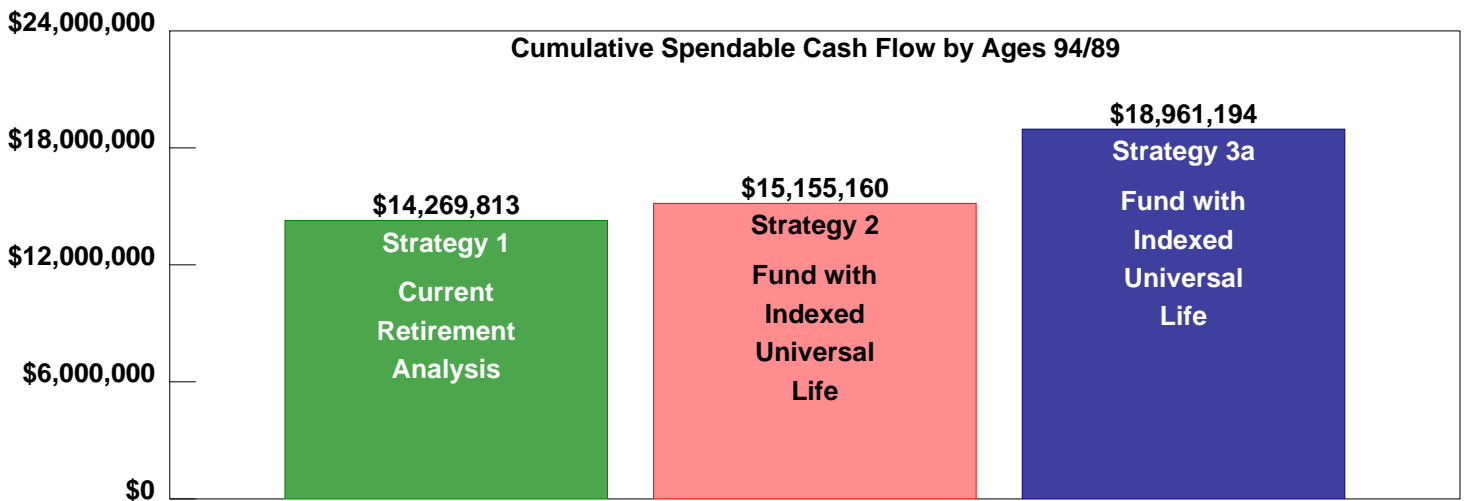 $24,000,000
Cumulative Spendable Cash Flow by Ages 94/89
$18,000,000
$12,000,000
$6,000,000
$0
$14,269,813
Strategy 1
Current
Retirement
Analysis
$15,155,160
Strategy 2
Fund with
Indexed
Universal
Life
$18,961,194
Strategy 3a
Fund with
Indexed
Universal
Life